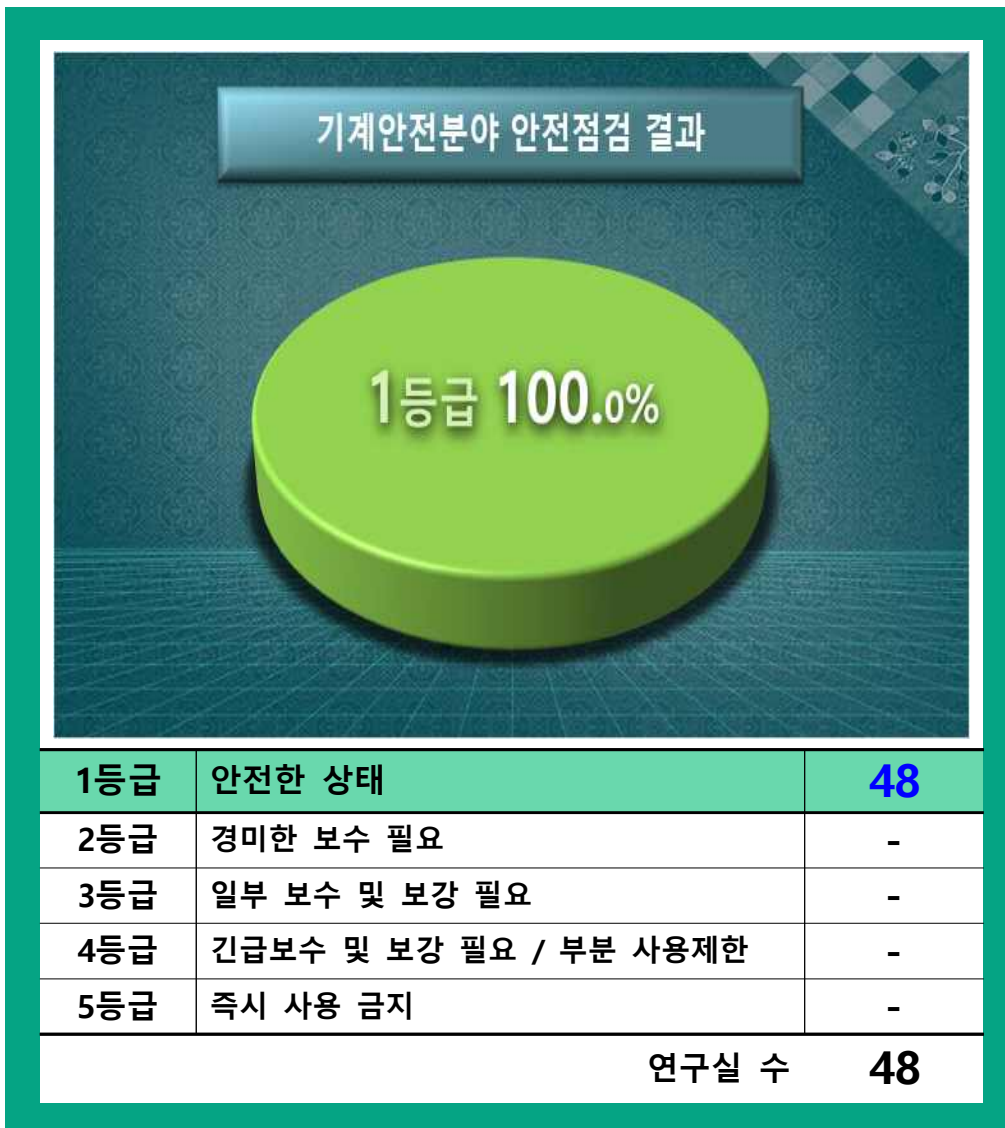 기계안전분야 안전점검 결과
1등급 100.0%
1등급 안전한 상태 48
2등급 경미한 보수 필요 -
3등급 일부 보수 및 보강 필요 -
4등급 긴급보수 및 보강 필요 / 부분 사용제한 -
5등급 즉시 사용 금지 -
연구실 수 48